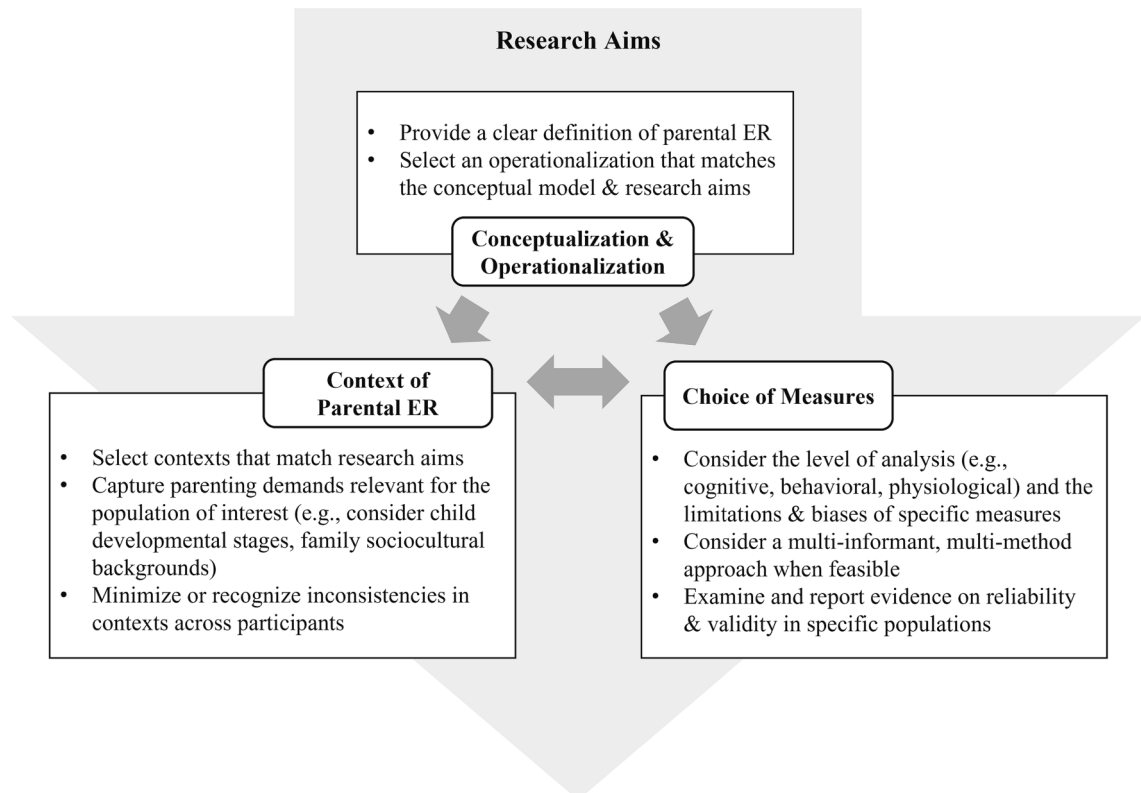 Research Aims
• Provide a clear definition of parental ER
• Select an operationalization that matches
the conceptual model & research aims
Conceptualization &
Operationalization
Context of
Parental ER
• Select contexts that match research aims
• Capture parenting demands relevant for the
population of interest (e.g., consider child
developmental stages, family sociocultural
backgrounds)
• Minimize or recognize inconsistencies in
contexts across participants
Choice of Measures
• Consider the level of analysis (e.g.,
cognitive, behavioral, physiological) and the
limitations & biases of specific measures
• Consider a multi-informant, multi-method
approach when feasible
• Examine and report evidence on reliability
& validity in specific populations